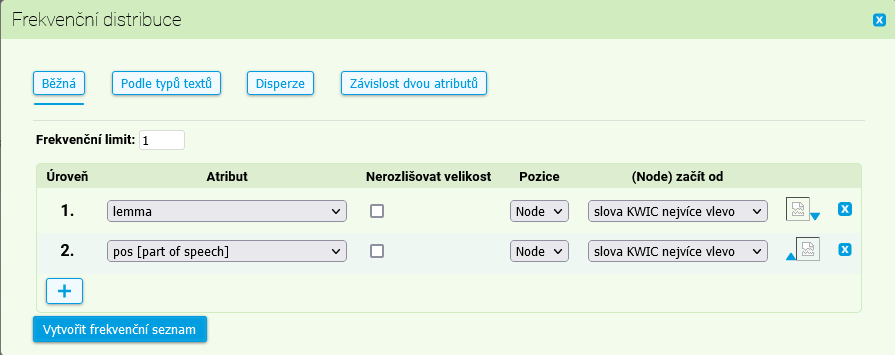 Frekvenční distribuce
Běžná Podle typů textů Disperze Závislost dvou atributů
Frekvenční limit: 1
Úroveň Atribut Nerozlišovat velikost Pozice (Node) začít od
1. lemma Node slova KWIC nejvíce vlevo
2. pos [part of speech] Node slova KWIC nejvíce vlevo
+
Vytvořit frekvenční seznam